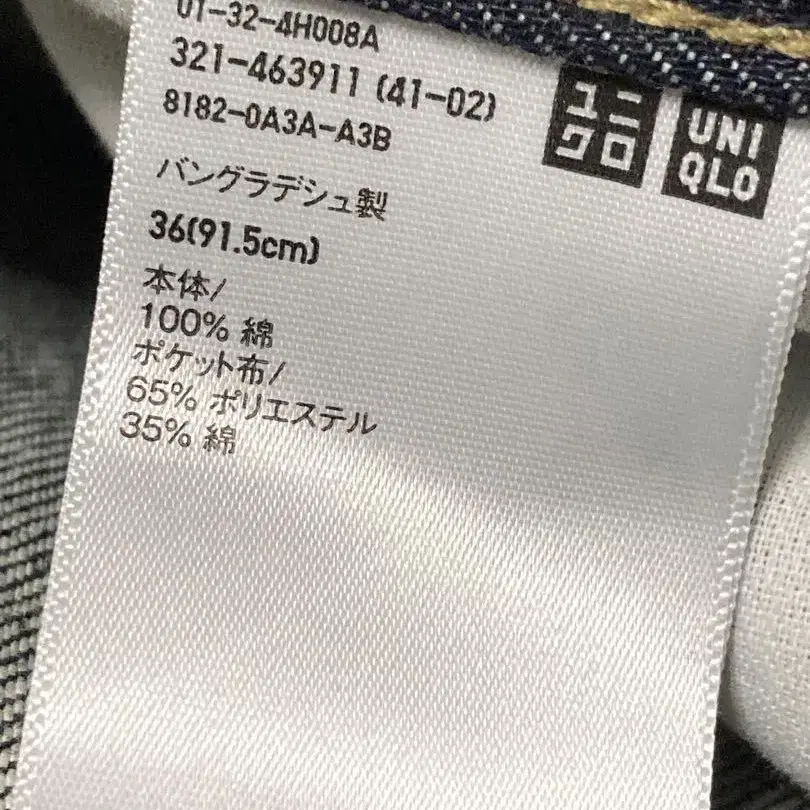 01-32-4H008A
321-463911 (41-02)
8182-0A3A-A3B
ユニ
クロ
UNI
QLO
バングラデシュ製
36(91.5cm)
本体/
100% 綿
ポケット布/
65% ポリエステル
35% 綿